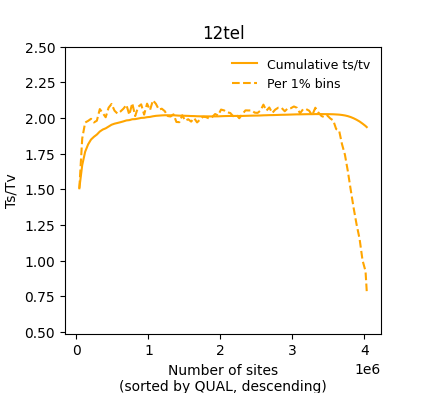 12tel
Ts/Tv
2.50
2.25
2.00
1.75
1.50
1.25
1.00
0.75
0.50
Cumulative ts/tv
Per 1% bins
0 1 2 3 4
1e6
Number of sites
(sorted by QUAL, descending)